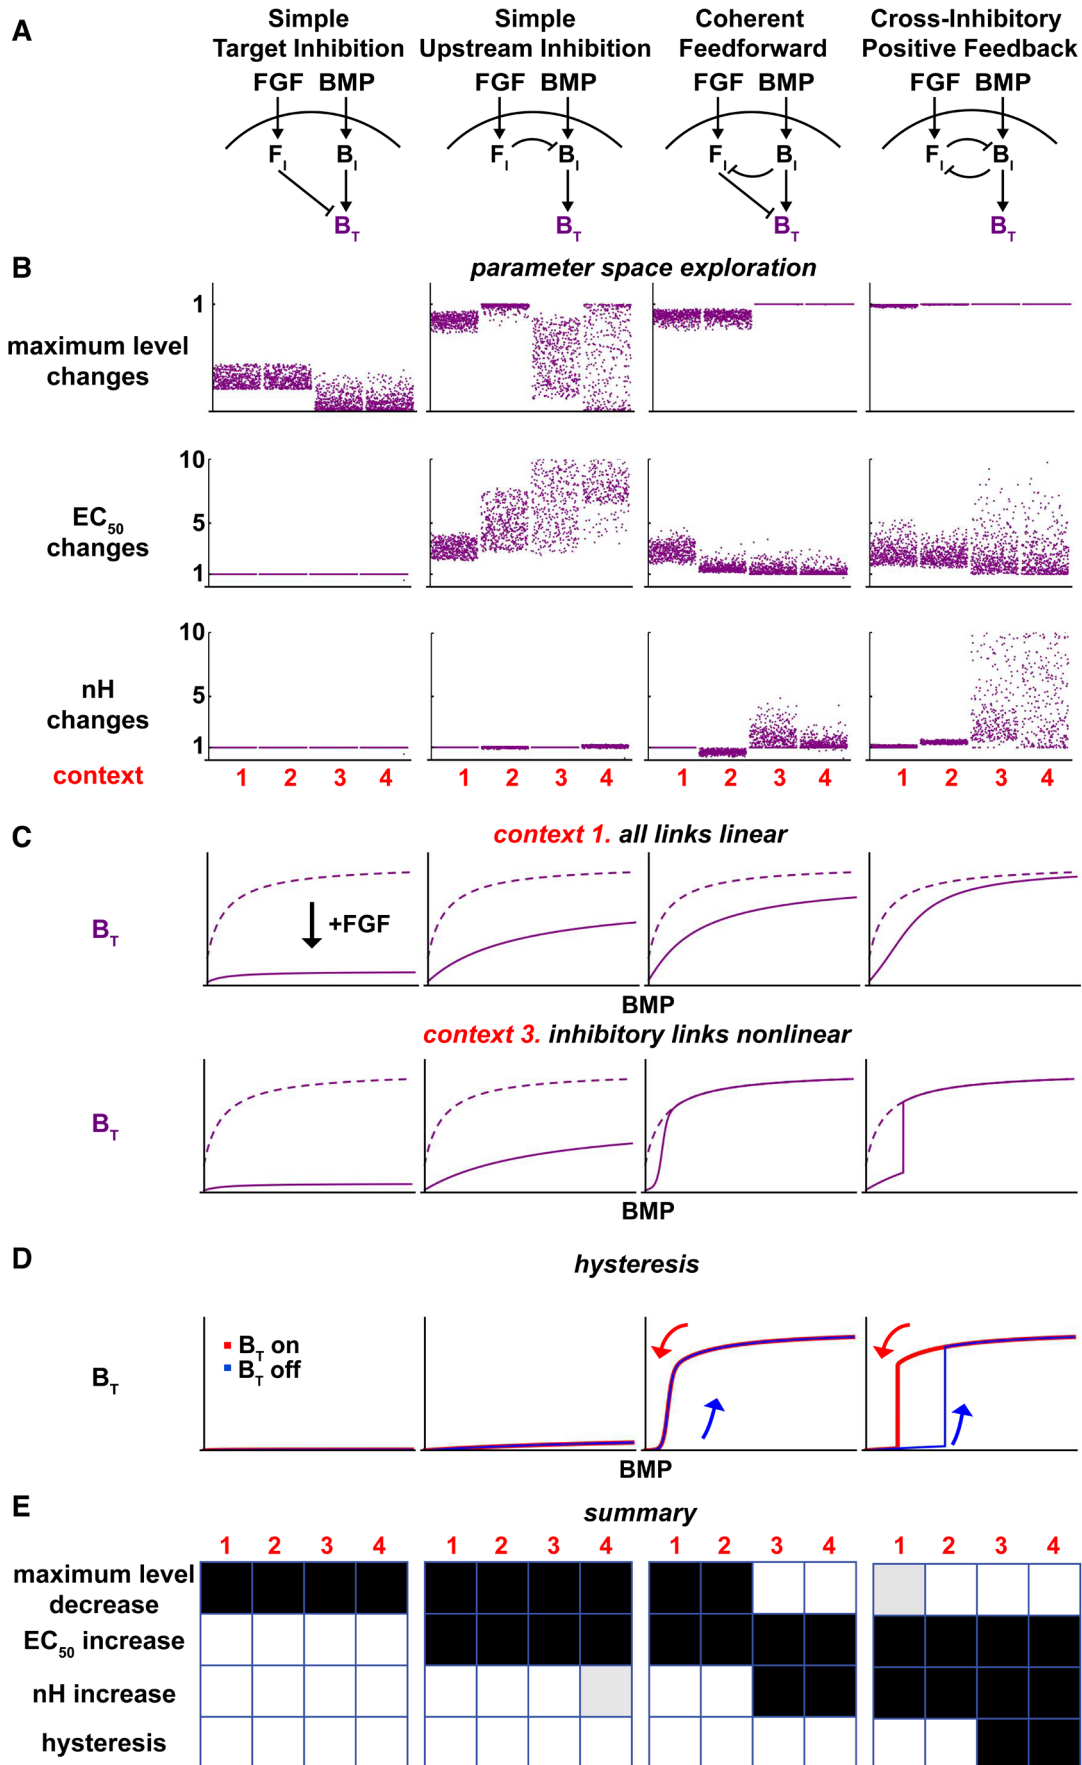 A
Simple
Target Inhibition
Simple
Upstream Inhibition
Coherent
Feedforward
Cross-Inhibitory
Positive Feedback
FGF BMP
FGF BMP
FGF BMP
FGF BMP
FI BI
FI BI
FI BI
FI BI
BT
BT
BT
BT
B
parameter space exploration
maximum level
changes
1
EC50
changes
10
5
1
nH
changes
10
5
1
context
1 2 3 4
1 2 3 4
1 2 3 4
1 2 3 4
C
context 1. all links linear
BT
+FGF
BMP
context 3. inhibitory links nonlinear
BT
BMP
D
hysteresis
BT
BT on
BT off
BMP
E
summary
1 2 3 4
1 2 3 4
1 2 3 4
1 2 3 4
maximum level
decrease
EC50 increase
nH increase
hysteresis